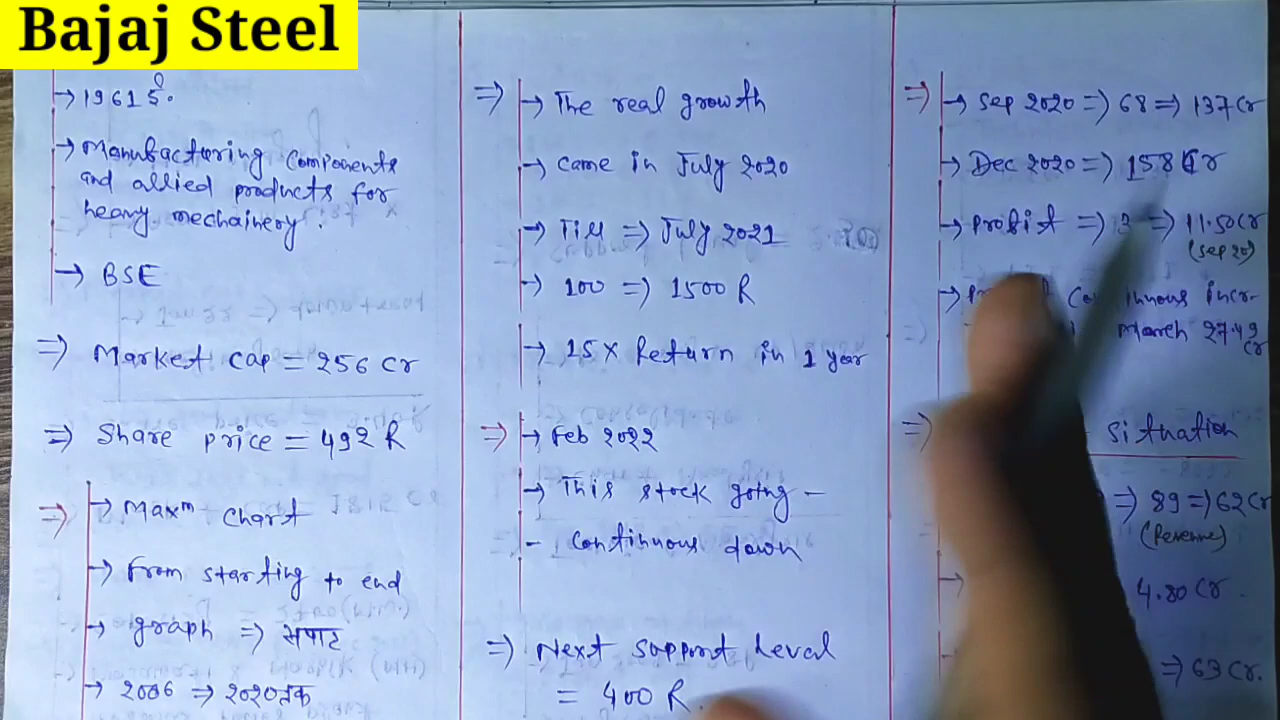 Bajaj Steel
→ 1961 ई.
→ Manufacturing Components
and allied products for
heavy mechainery.
→ BSE
⇒ Market Cap = 256 Cr
⇒ Share price = 492 R
⇒ → Maxm Chart
→ From starting to end
→ graph ⇒ सपाट
→ 2006 ⇒ 2020 तक
⇒ → The real growth
→ Came in July 2020
→ Till ⇒ July 2021
→ 100 ⇒ 1500 R
→ 15x Return in 1 year
⇒ → Feb 2022
→ This stock going -
- Continuous down
⇒ Next support leval
= 400 R.
⇒ → Sep 2020 ⇒ 68 ⇒ 137 Cr
→ Dec 2020 ⇒ 158 Cr
→ Profit ⇒ 3 ⇒ 11.50 Cr
(Sep 20)
→ incr-
March 27.49
Cr
⇒ Situation
⇒ 89 ⇒ 62 Cr
(Revenue)
→ 4.80 Cr.
⇒ 63 Cr.